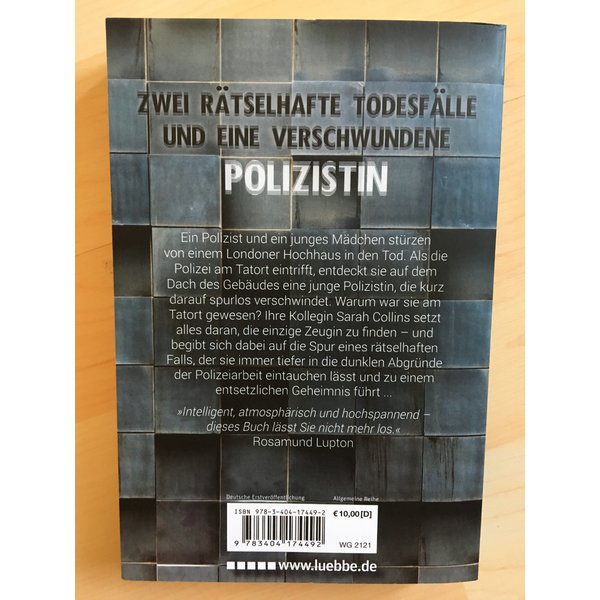 ZWEI RÄTSELHAFTE TODESFÄLLE
UND EINE VERSCHWUNDENE
POLIZISTIN
Ein Polizist und ein junges Mädchen stürzen
von einem Londoner Hochhaus in den Tod. Als die
Polizei am Tatort eintrifft, entdeckt sie auf dem
Dach des Gebäudes eine junge Polizistin, die kurz
darauf spurlos verschwindet. Warum war sie am
Tatort gewesen? Ihre Kollegin Sarah Collins setzt
alles daran, die einzige Zeugin zu finden – und
begibt sich dabei auf die Spur eines rätselhaften
Falls, der sie immer tiefer in die dunklen Abgründe
der Polizeiarbeit eintauchen lässt und zu einem
entsetzlichen Geheimnis führt ...
»Intelligent, atmosphärisch und hochspannend –
dieses Buch lässt Sie nicht mehr los.«
Rosamund Lupton
Deutsche Erstveröffentlichung Allgemeine Reihe
ISBN 978-3-404-17449-2 € 10,00 [D]
9 783404 174492 WG 2121
www.luebbe.de